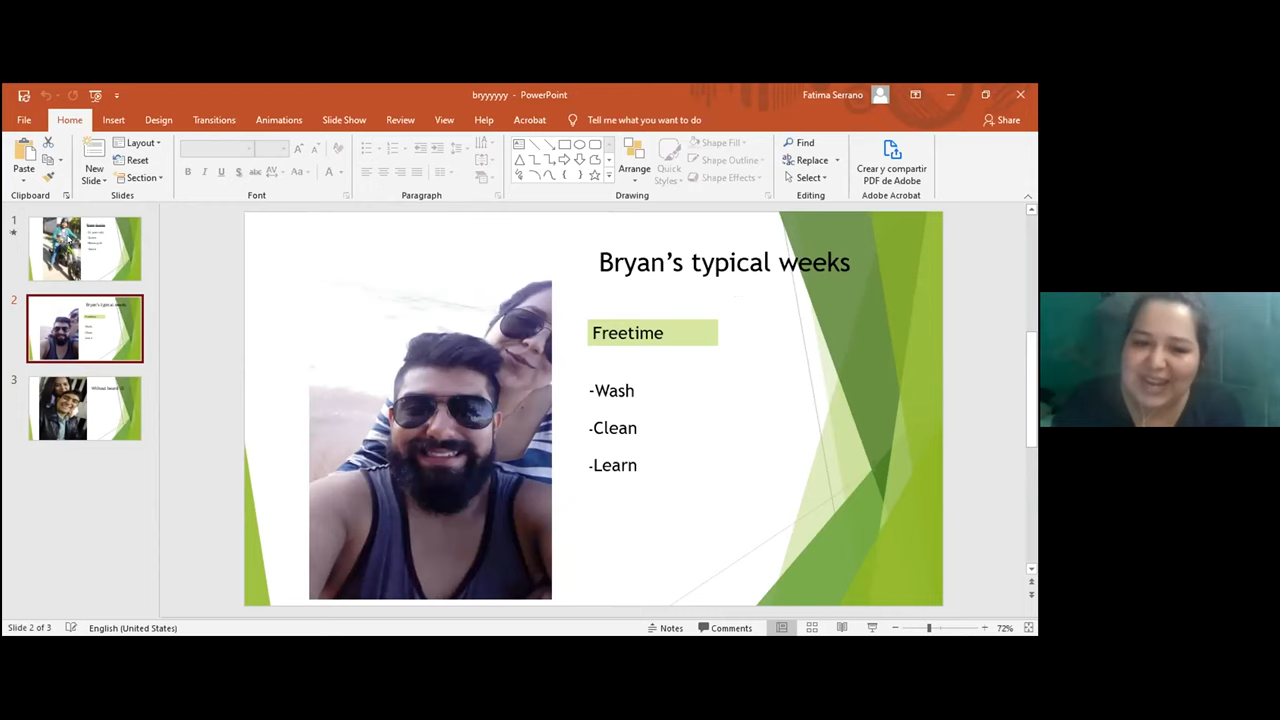 bryyyyyy - PowerPoint
Fatima Serrano
File Home Insert Design Transitions Animations Slide Show Review View Help Acrobat Tell me what you want to do Share
Paste
Clipboard
New Slide
Layout
Reset
Section
Slides
Font
Paragraph
Arrange
Quick Styles
Shape Fill
Shape Outline
Shape Effects
Drawing
Find
Replace
Select
Editing
Crear y compartir PDF de Adobe
Adobe Acrobat
1
2
3
Bryan's typical weeks
Freetime
-Wash
-Clean
-Learn
Slide 2 of 3 English (United States) Notes Comments 72%